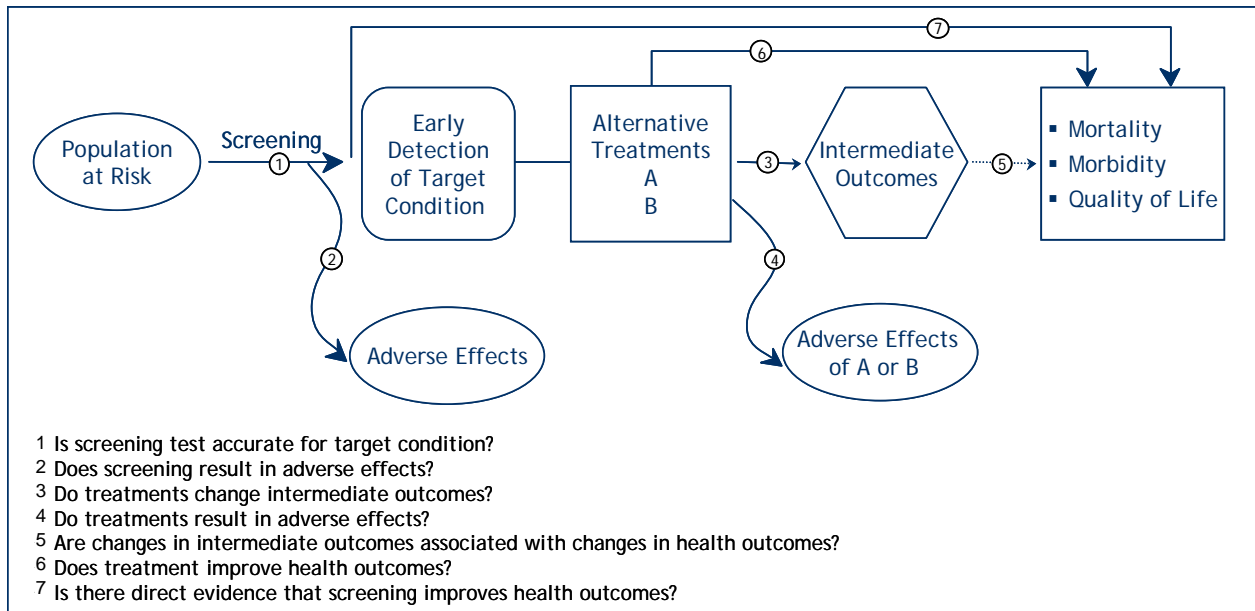 7
6
Population
at Risk
Screening
1
Early
Detection
of Target
Condition
Alternative
Treatments
A
B
3
Intermediate
Outcomes
5
▪ Mortality
▪ Morbidity
▪ Quality of Life
2
4
Adverse Effects
Adverse Effects
of A or B
1 Is screening test accurate for target condition?
2 Does screening result in adverse effects?
3 Do treatments change intermediate outcomes?
4 Do treatments result in adverse effects?
5 Are changes in intermediate outcomes associated with changes in health outcomes?
6 Does treatment improve health outcomes?
7 Is there direct evidence that screening improves health outcomes?